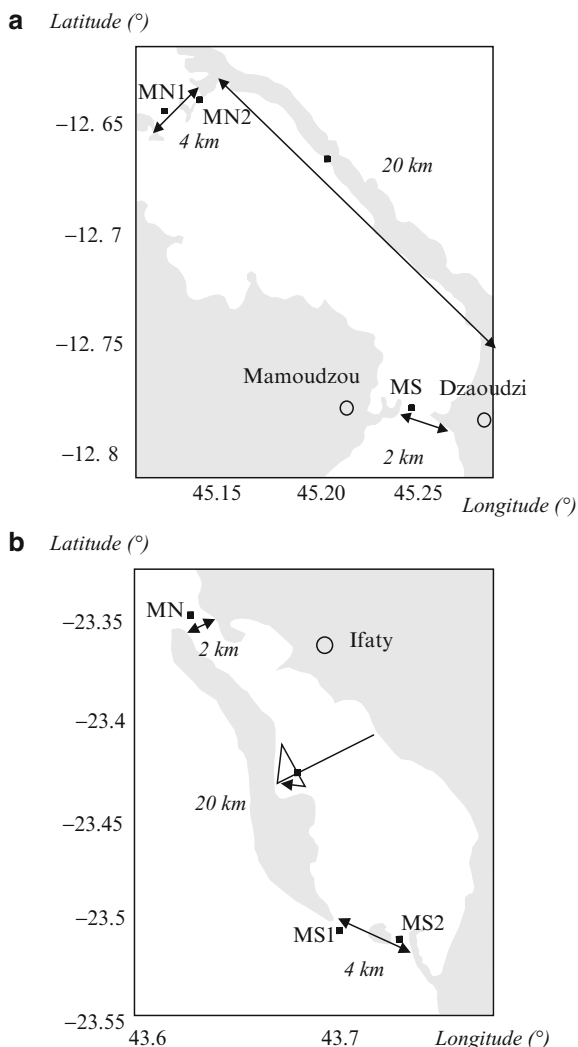 a Latitude (°)
MN1
−12.65
MN2
4 km
20 km
−12. 7
−12.75
Mamoudzou
MS
Dzaoudzi
−12. 8
2 km
45.15 45.20 45.25
Longitude (°)
b Latitude (°)
MN
−23.35
2 km
Ifaty
−23.4
20 km
−23.45
−23.5
MS1
MS2
4 km
−23.55
43.6 43.7 Longitude (°)